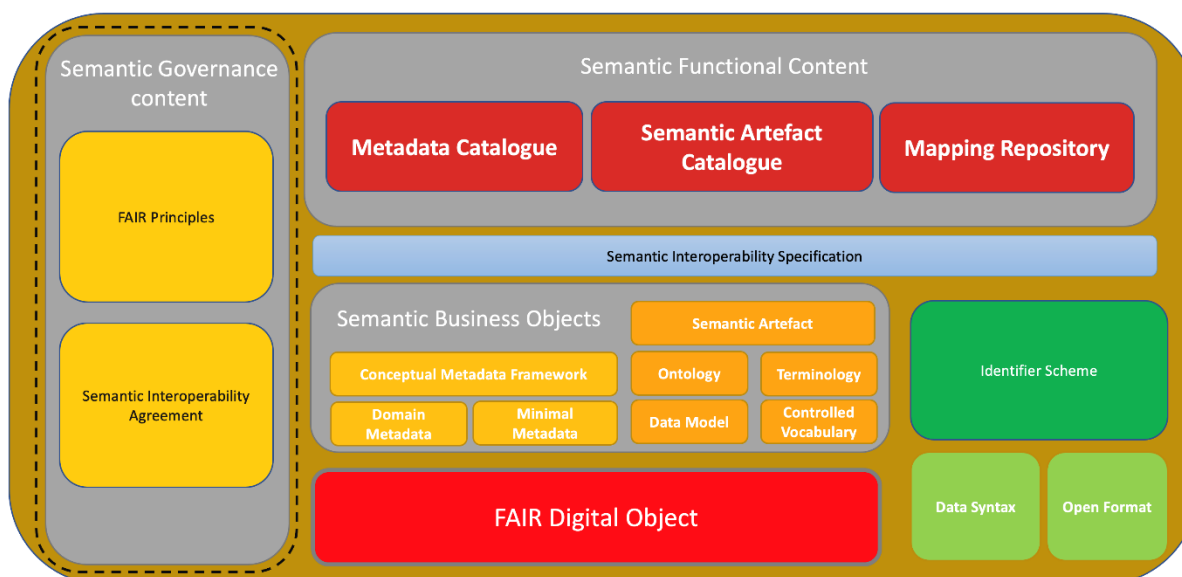 Semantic Governance
content
FAIR Principles
Semantic Interoperability
Agreement
Semantic Functional Content
Metadata Catalogue
Semantic Artefact
Catalogue
Mapping Repository
Semantic Interoperability Specification
Semantic Business Objects
Conceptual Metadata Framework
Domain
Metadata
Minimal
Metadata
Semantic Artefact
Ontology
Terminology
Data Model
Controlled
Vocabulary
Identifier Scheme
FAIR Digital Object
Data Syntax
Open Format